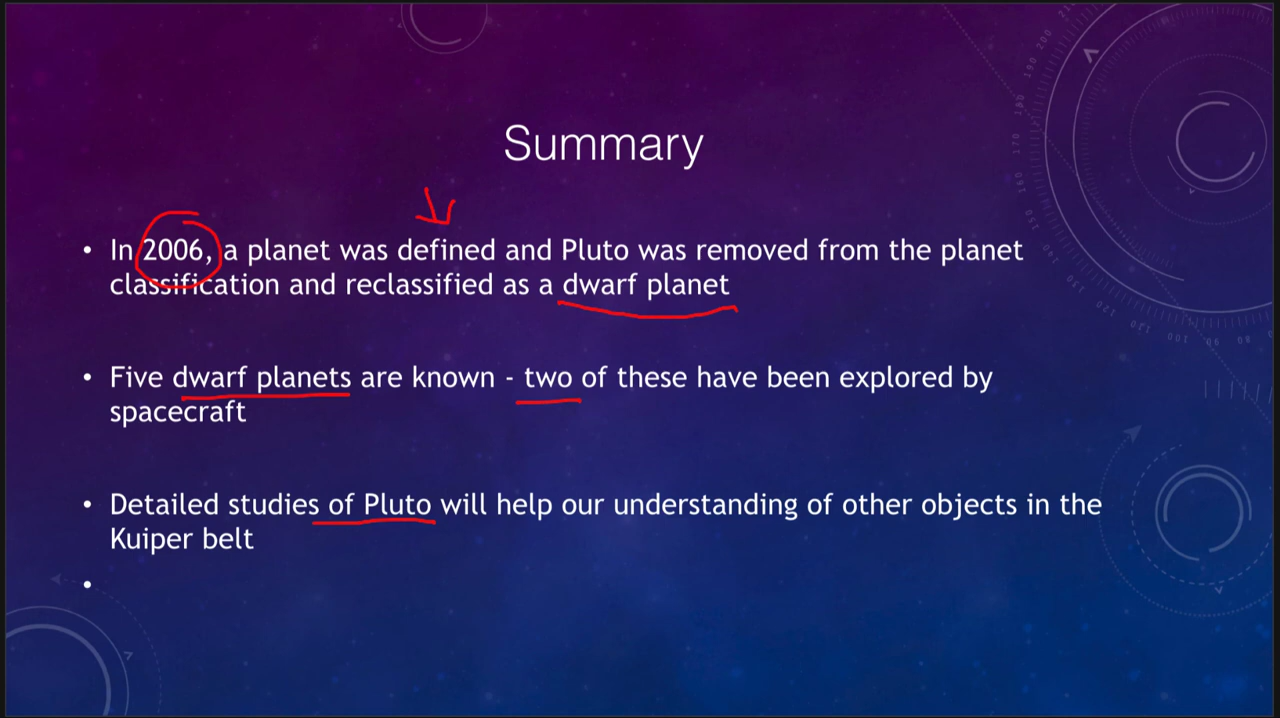 Summary
• In 2006, a planet was defined and Pluto was removed from the planet
classification and reclassified as a dwarf planet
• Five dwarf planets are known - two of these have been explored by
spacecraft
• Detailed studies of Pluto will help our understanding of other objects in the
Kuiper belt
•